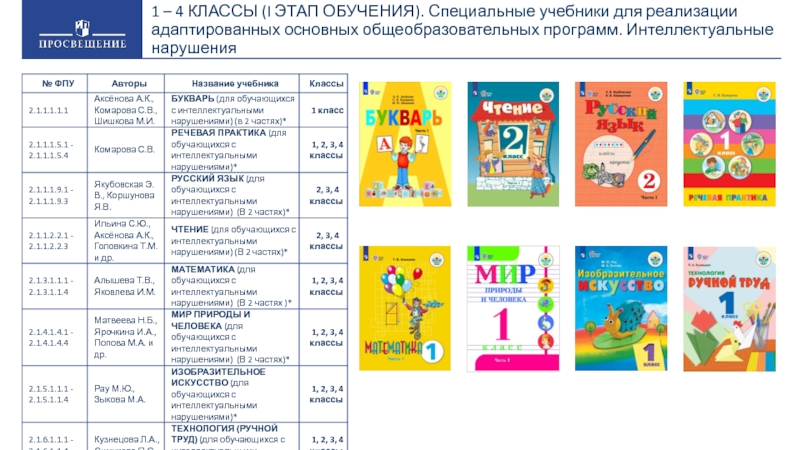 1 – 4 КЛАССЫ (I ЭТАП ОБУЧЕНИЯ). Специальные учебники для реализации
адаптированных основных общеобразовательных программ. Интеллектуальные
нарушения
ПРОСВЕЩЕНИЕ
№ ФПУ Авторы Название учебника Классы
2.1.1.1.1.1
Аксёнова А.К.,
Комарова С.В.,
Шишкова М.И.
БУКВАРЬ (для обучающихся
с интеллектуальными
нарушениями) (в 2 частях)*
1 класс
2.1.1.1.5.1 -
2.1.1.1.5.4
Комарова С.В.
РЕЧЕВАЯ ПРАКТИКА (для
обучающихся с
интеллектуальными
нарушениями)*
1, 2, 3, 4
классы
2.1.1.1.9.1 -
2.1.1.1.9.3
Якубовская Э.
В., Коршунова
Я.В.
РУССКИЙ ЯЗЫК (для
обучающихся с
интеллектуальными
нарушениями) (В 2 частях)*
2, 3, 4
классы
2.1.1.2.2.1 -
2.1.1.2.2.3
Ильина С.Ю.,
Аксёнова А.К.,
Головкина Т.М.
и др.
ЧТЕНИЕ (для обучающихся с
интеллектуальными
нарушениями) (В 2 частях)*
2, 3, 4
классы
2.1.3.1.1.1 -
2.1.3.1.1.4
Алышева Т.В.,
Яковлева И.М.
МАТЕМАТИКА (для
обучающихся с
интеллектуальными
нарушениями) (В 2 частях )*
1, 2, 3, 4
классы
2.1.4.1.4.1 -
2.1.4.1.4.4
Матвеева Н.Б.,
Ярочкина И.А.,
Попова М.А. и
др.
МИР ПРИРОДЫ И
ЧЕЛОВЕКА (для
обучающихся с
интеллектуальными
нарушениями) (В 2 частях)*
1, 2, 3, 4
классы
2.1.5.1.1.1 -
2.1.5.1.1.4
Рау М.Ю.,
Зыкова М.А.
ИЗОБРАЗИТЕЛЬНОЕ
ИСКУССТВО (для
обучающихся с
интеллектуальными
нарушениями)*
1, 2, 3, 4
классы
2.1.6.1.1.1 -
Кузнецова Л.А.,
ТЕХНОЛОГИЯ (РУЧНОЙ
ТРУД) (для обучающихся с
1, 2, 3, 4
БУКВАРЬ
Часть 1
А
Чтение
2
класс
Часть 1
Русский
язык
2
Часть 1
1
КЛАСС
РЕЧЕВАЯ ПРАКТИКА
МАТЕМАТИКА 1
Часть 1
МИР
ПРИРОДЫ
И ЧЕЛОВЕКА
1
КЛАСС
Изобразительное
искусство
1
класс
ТЕХНОЛОГИЯ
РУЧНОЙ ТРУД
1
КЛАСС